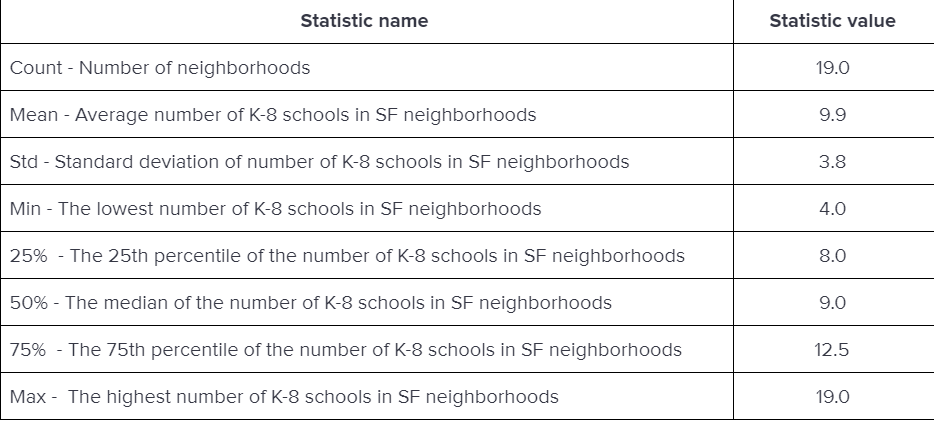 Statistic name Statistic value
Count - Number of neighborhoods 19.0
Mean - Average number of K-8 schools in SF neighborhoods 9.9
Std - Standard deviation of number of K-8 schools in SF neighborhoods 3.8
Min - The lowest number of K-8 schools in SF neighborhoods 4.0
25% - The 25th percentile of the number of K-8 schools in SF neighborhoods 8.0
50% - The median of the number of K-8 schools in SF neighborhoods 9.0
75% - The 75th percentile of the number of K-8 schools in SF neighborhoods 12.5
Max - The highest number of K-8 schools in SF neighborhoods 19.0